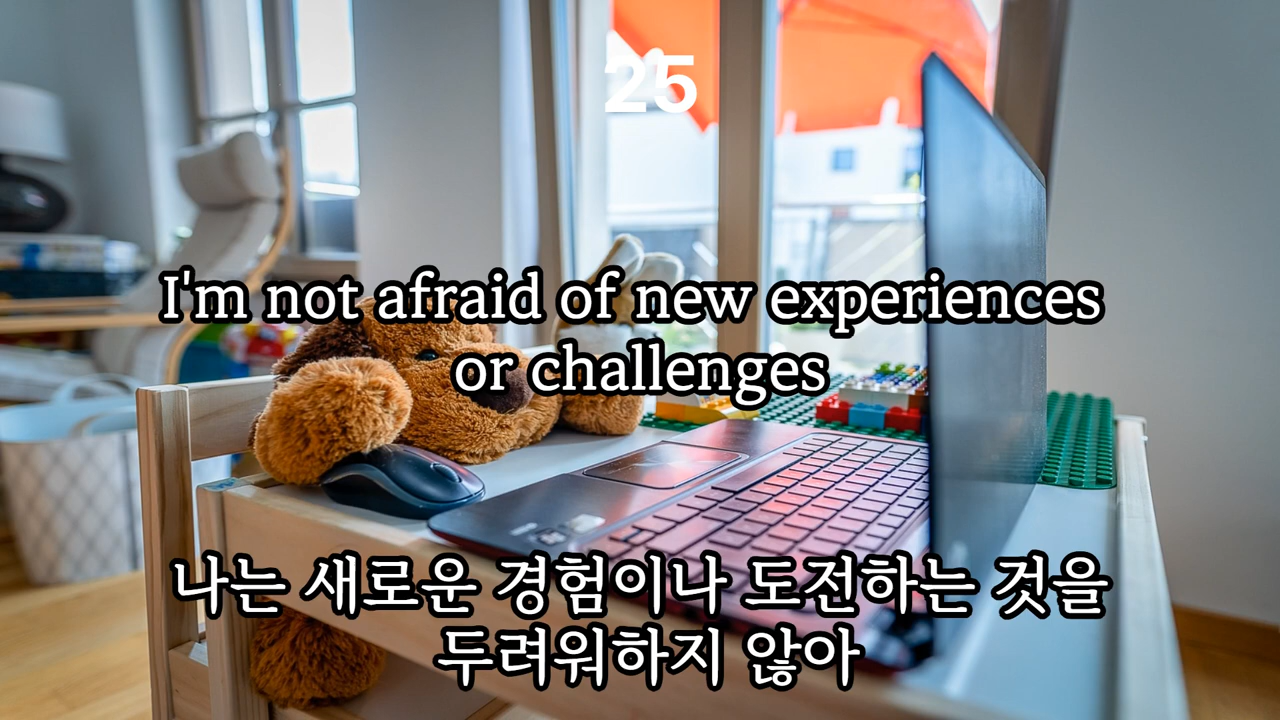 25
I'm not afraid of new experiences
or challenges
나는 새로운 경험이나 도전하는 것을
두려워하지 않아